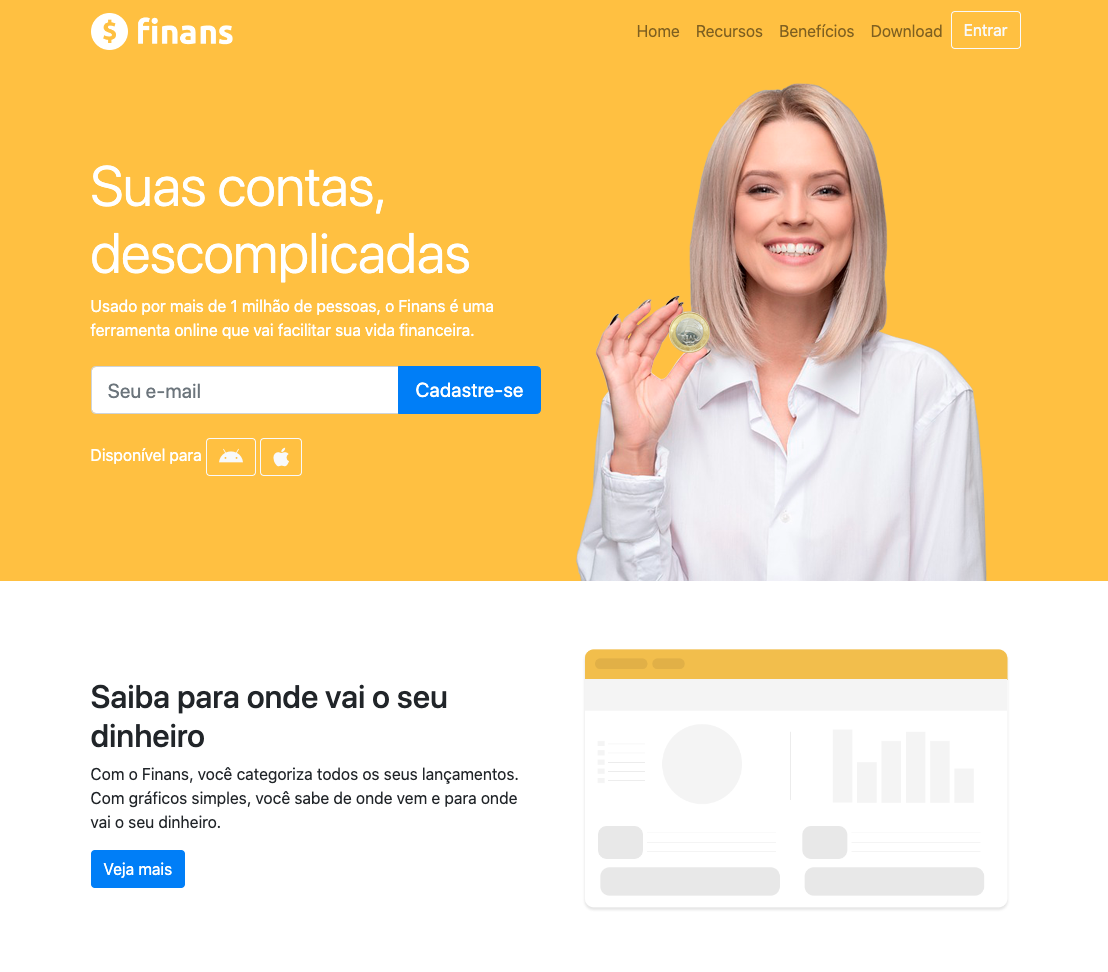 finans
Home Recursos Benefícios Download Entrar
Suas contas,
descomplicadas
Usado por mais de 1 milhão de pessoas, o Finans é uma
ferramenta online que vai facilitar sua vida financeira.
Seu e-mail Cadastre-se
Disponível para
Saiba para onde vai o seu
dinheiro
Com o Finans, você categoriza todos os seus lançamentos.
Com gráficos simples, você sabe de onde vem e para onde
vai o seu dinheiro.
Veja mais